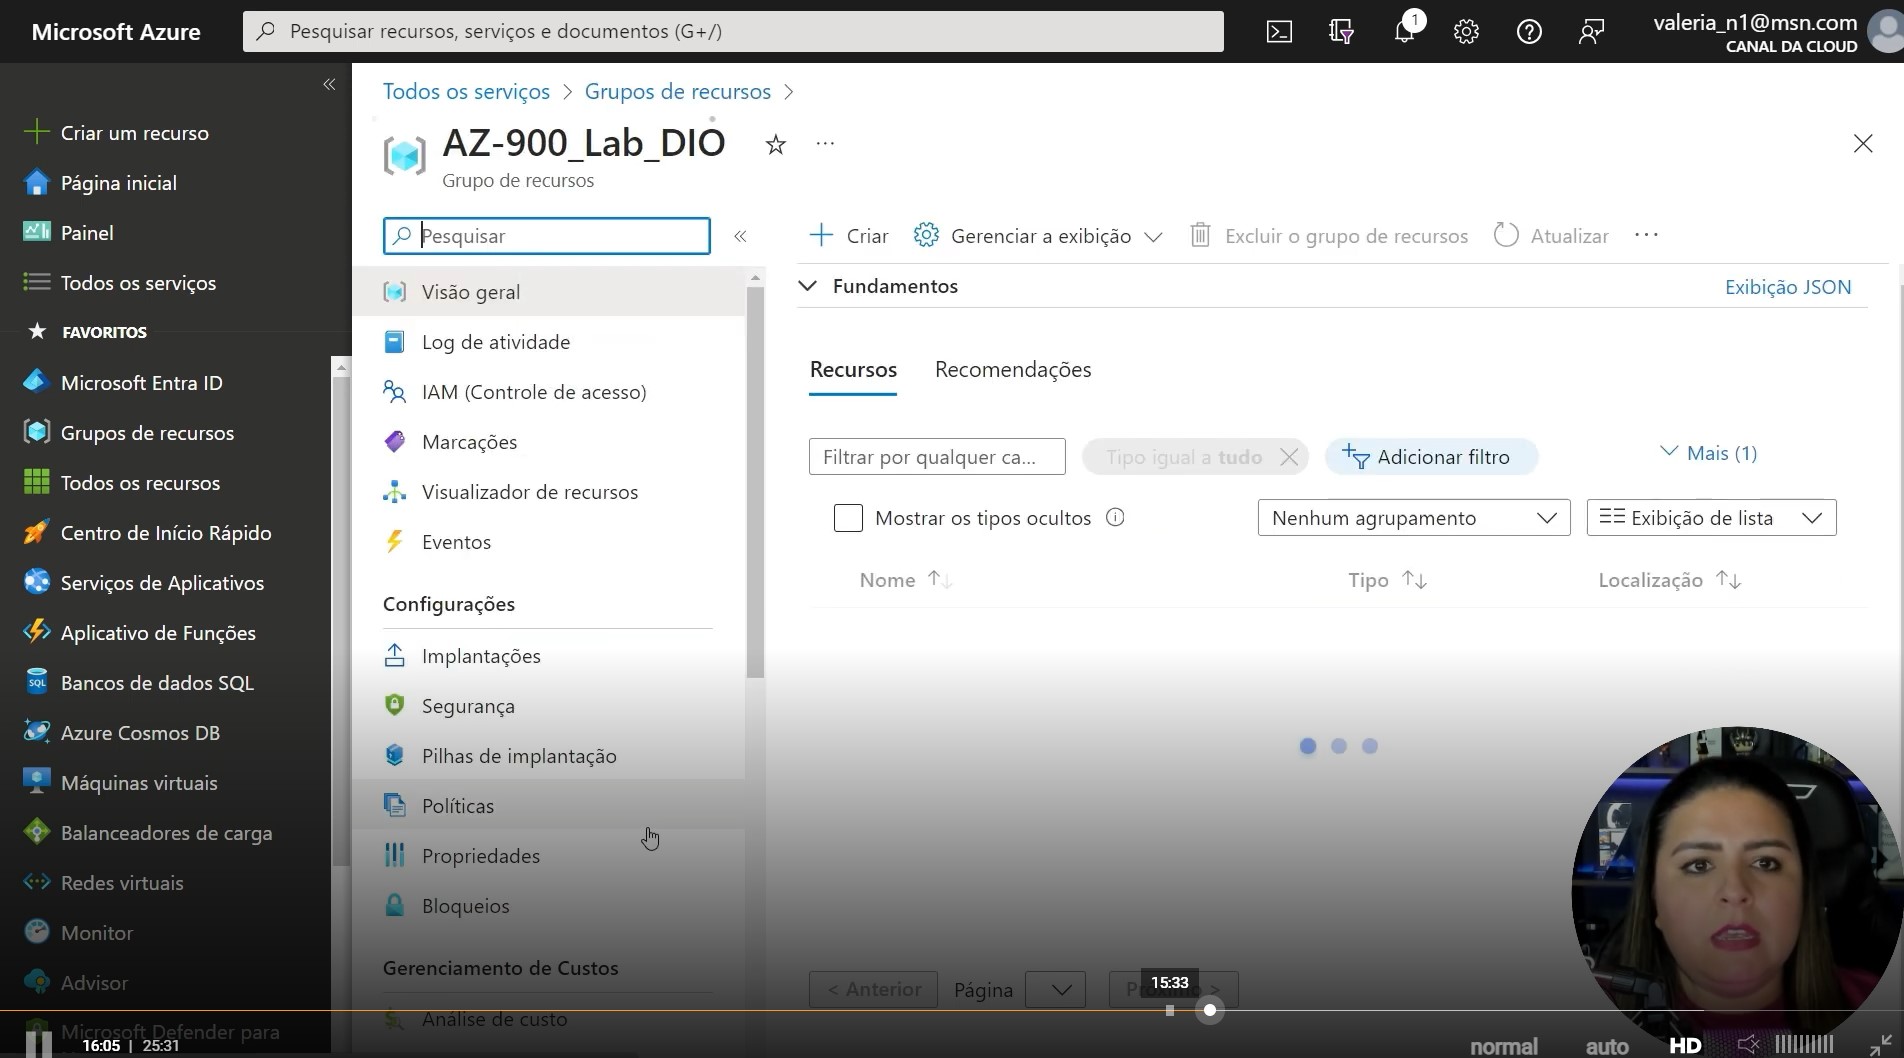 Microsoft Azure
Pesquisar recursos, serviços e documentos (G+/)
1
valeria_n1@msn.com
CANAL DA CLOUD
Criar um recurso
Página inicial
Painel
Todos os serviços
FAVORITOS
Microsoft Entra ID
Grupos de recursos
Todos os recursos
Centro de Início Rápido
Serviços de Aplicativos
Aplicativo de Funções
SQL
Bancos de dados SQL
Azure Cosmos DB
Máquinas virtuais
Balanceadores de carga
Redes virtuais
Monitor
Advisor
Microsoft Defender para
Todos os serviços > Grupos de recursos >
AZ-900_Lab_DIO
Grupo de recursos
Pesquisar
Visão geral
Log de atividade
IAM (Controle de acesso)
Marcações
Visualizador de recursos
Eventos
Configurações
Implantações
Segurança
Pilhas de implantação
Políticas
Propriedades
Bloqueios
Gerenciamento de Custos
Análise de custo
Criar
Gerenciar a exibição
Excluir o grupo de recursos
Atualizar
Fundamentos
Exibição JSON
Recursos
Recomendações
Filtrar por qualquer ca...
Tipo igual a tudo
Adicionar filtro
Mais (1)
Mostrar os tipos ocultos
Nenhum agrupamento
Exibição de lista
Nome
Tipo
Localização
< Anterior
Página
Próximo >
15:33
16:05 | 25:31
normal
auto
HD